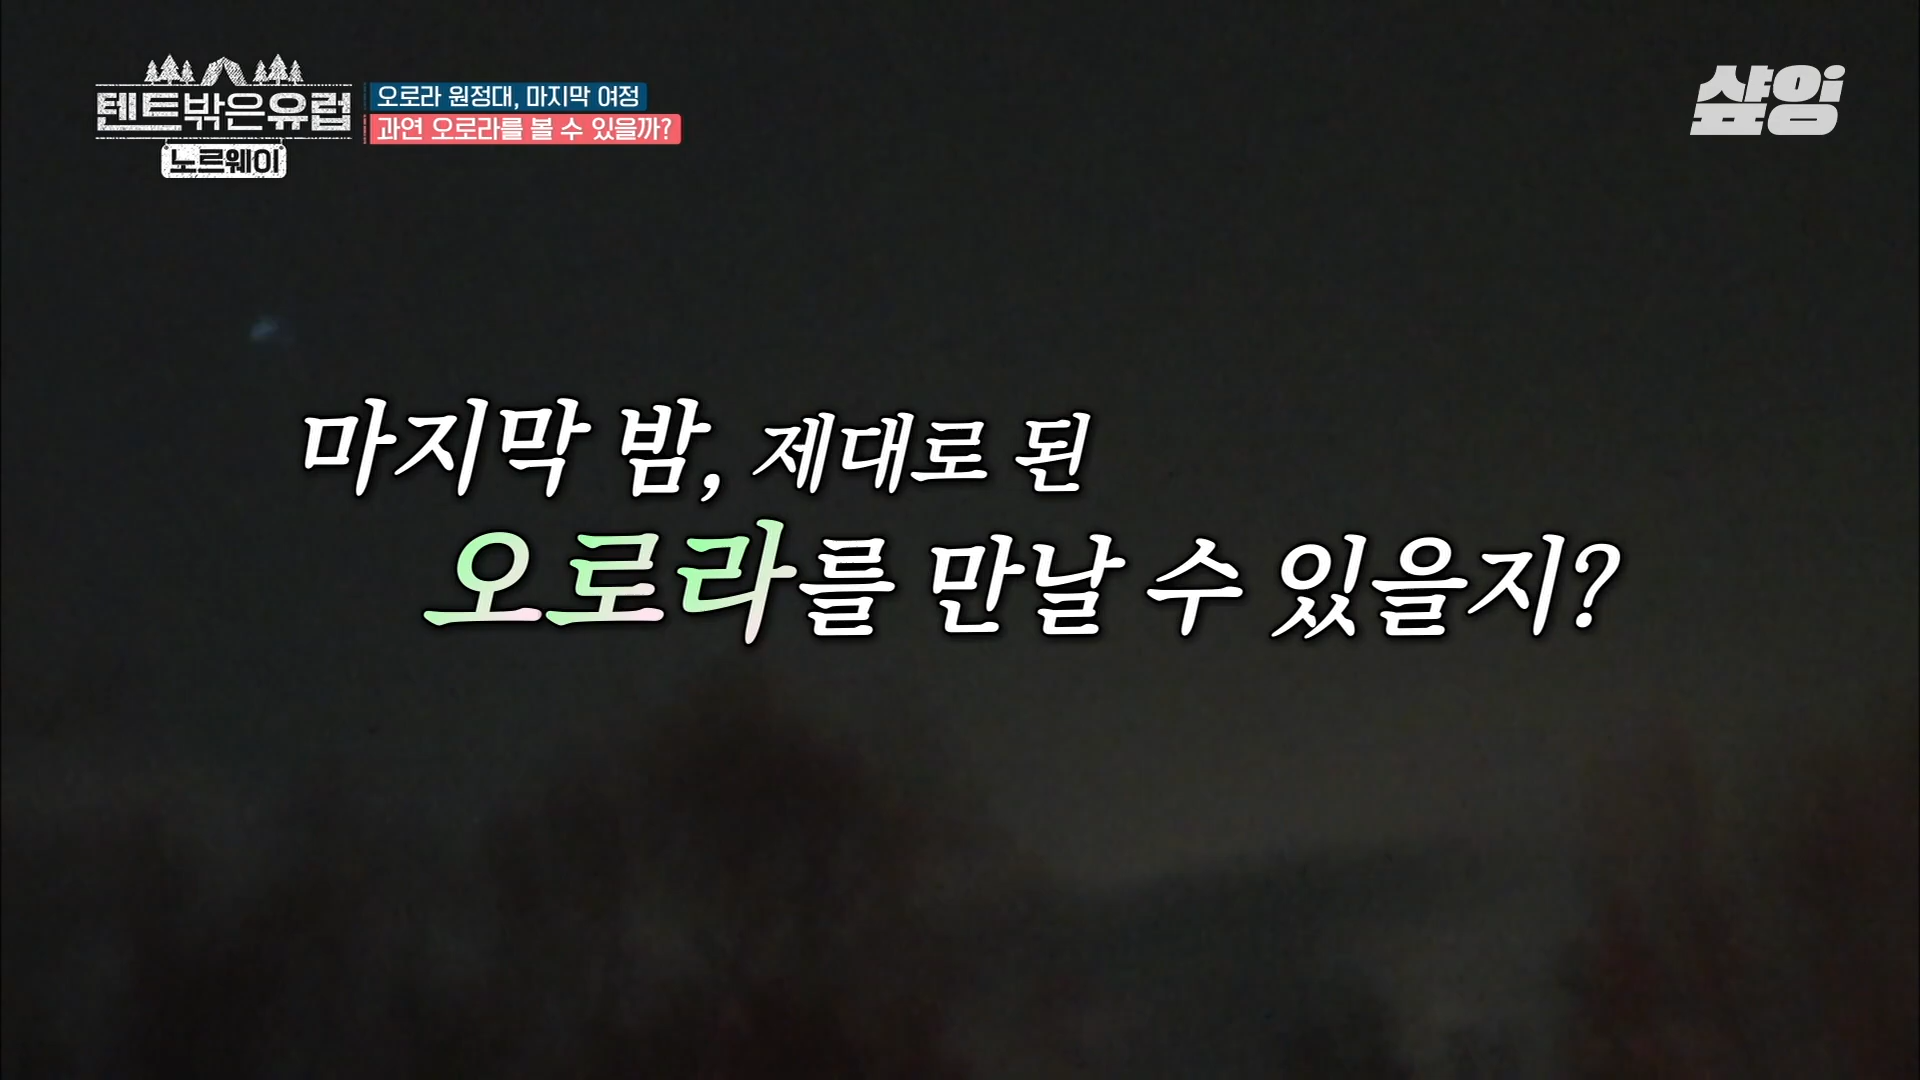 텐트밖은유럽
노르웨이
오로라 원정대, 마지막 여정
과연 오로라를 볼 수 있을까?
샾잉
마지막 밤, 제대로 된
오로라를 만날 수 있을지?